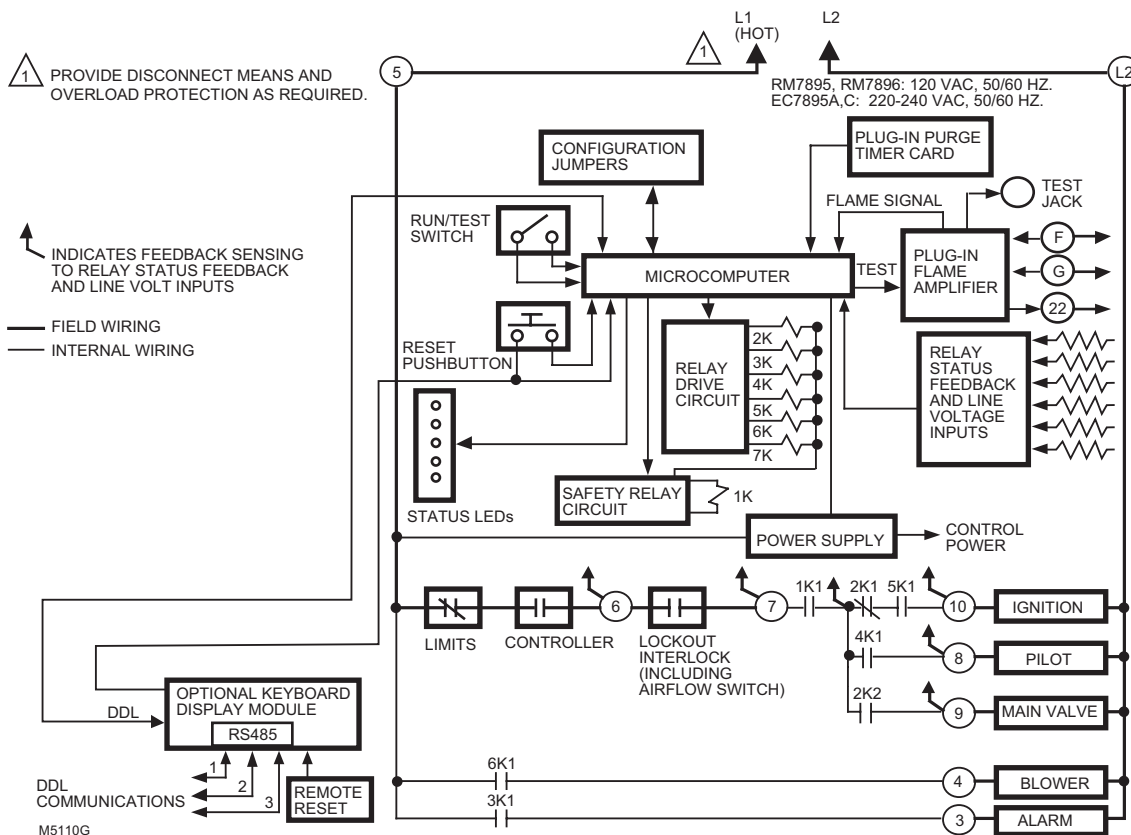 L1
(HOT)
L2
1
5
L2
1
PROVIDE DISCONNECT MEANS AND
OVERLOAD PROTECTION AS REQUIRED.
RM7895, RM7896: 120 VAC, 50/60 HZ.
EC7895A,C: 220-240 VAC, 50/60 HZ.
CONFIGURATION
JUMPERS
PLUG-IN PURGE
TIMER CARD
FLAME SIGNAL
TEST
JACK
RUN/TEST
SWITCH
INDICATES FEEDBACK SENSING
TO RELAY STATUS FEEDBACK
AND LINE VOLT INPUTS
MICROCOMPUTER
TEST
PLUG-IN
FLAME
AMPLIFIER
F
G
22
FIELD WIRING
INTERNAL WIRING
RESET
PUSHBUTTON
RELAY
DRIVE
CIRCUIT
2K
3K
4K
5K
6K
7K
RELAY
STATUS
FEEDBACK
AND LINE
VOLTAGE
INPUTS
STATUS LEDs
SAFETY RELAY
CIRCUIT
1K
POWER SUPPLY
CONTROL
POWER
LIMITS
CONTROLLER
6
LOCKOUT
INTERLOCK
(INCLUDING
AIRFLOW SWITCH)
7
1K1
2K1
5K1
10
IGNITION
4K1
8
PILOT
2K2
9
MAIN VALVE
DDL
OPTIONAL KEYBOARD
DISPLAY MODULE
RS485
1
2
3
DDL
COMMUNICATIONS
REMOTE
RESET
6K1
4
BLOWER
3K1
3
ALARM
M5110G